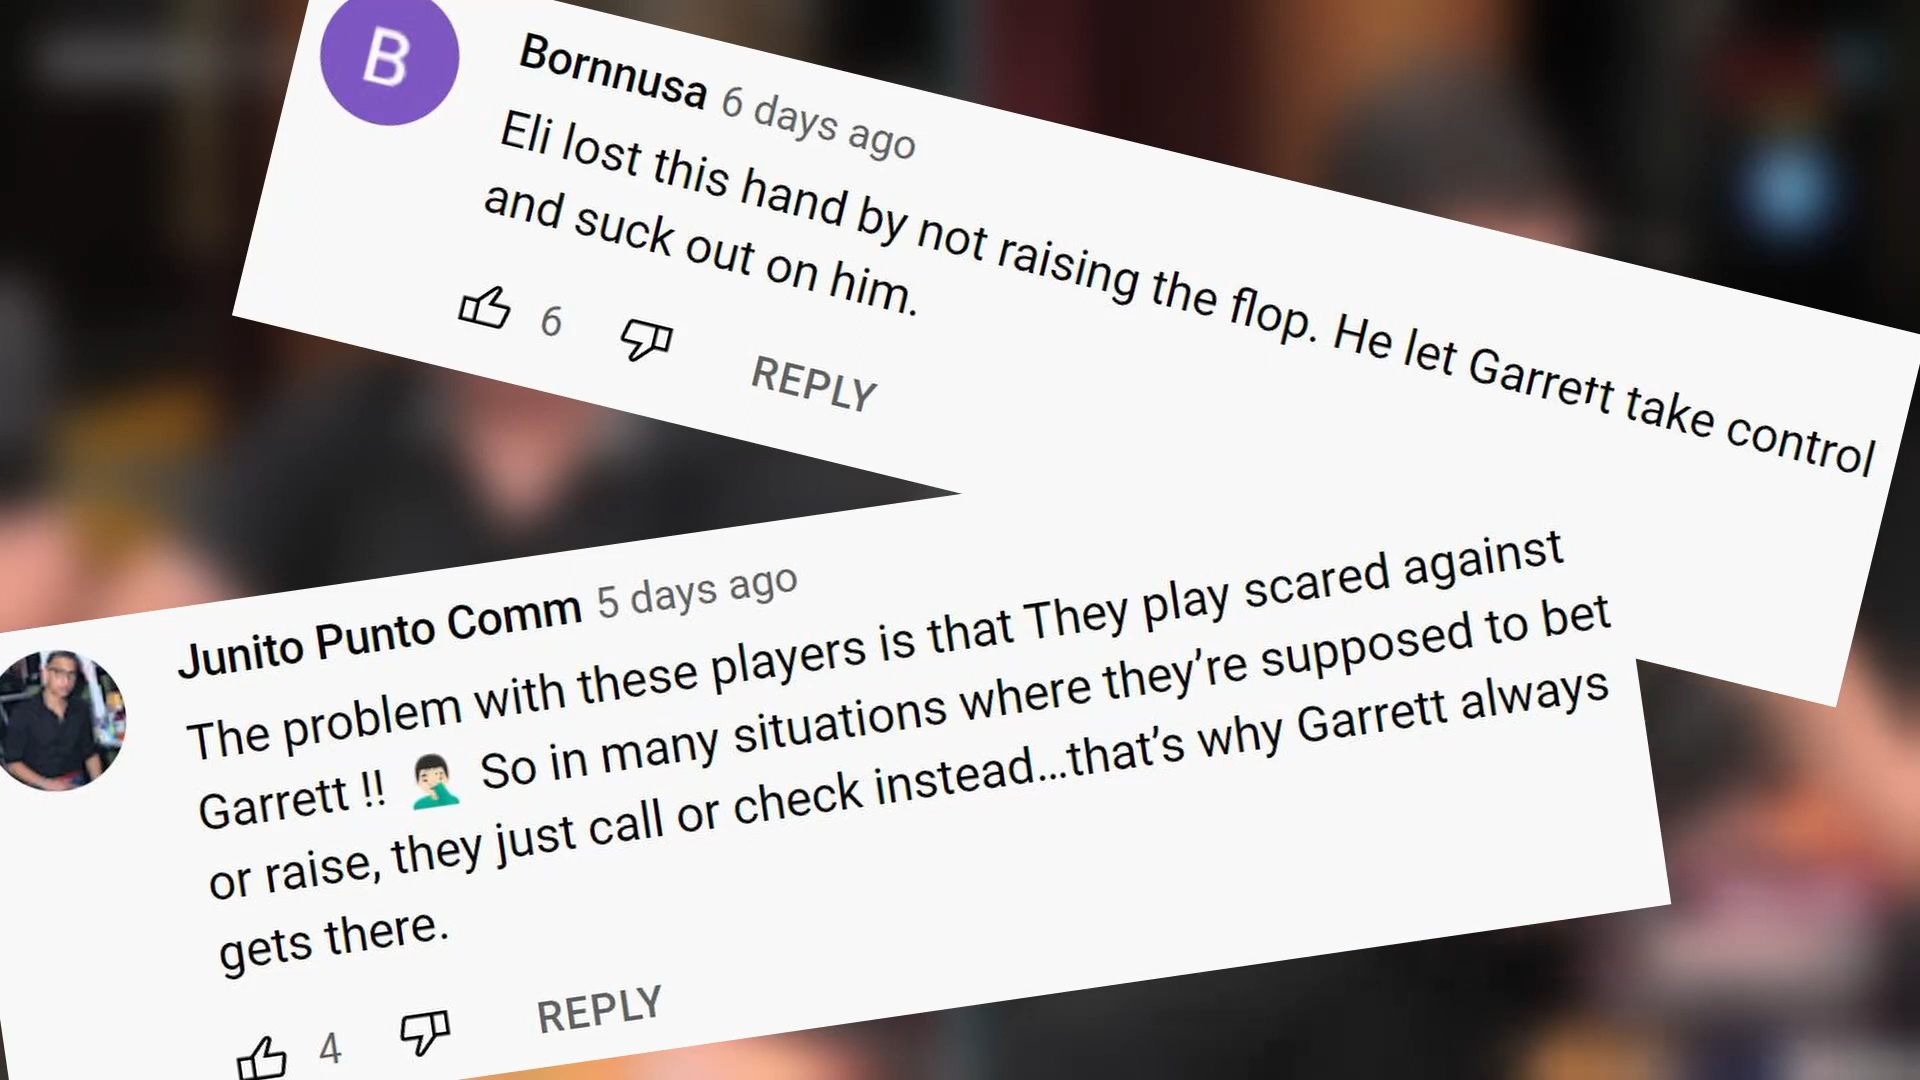 B
Bornnusa 6 days ago
Eli lost this hand by not raising the flop. He let Garrett take control
and suck out on him.
6 REPLY
Junito Punto Comm 5 days ago
The problem with these players is that They play scared against
Garrett !! 🤦🏻‍♂️ So in many situations where they’re supposed to bet
or raise, they just call or check instead...that’s why Garrett always
gets there.
4 REPLY